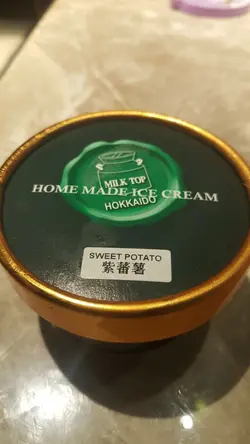 MILK TOP
HOME MADE ICE CREAM
HOKKAIDO
SWEET POTATO
紫蕃薯